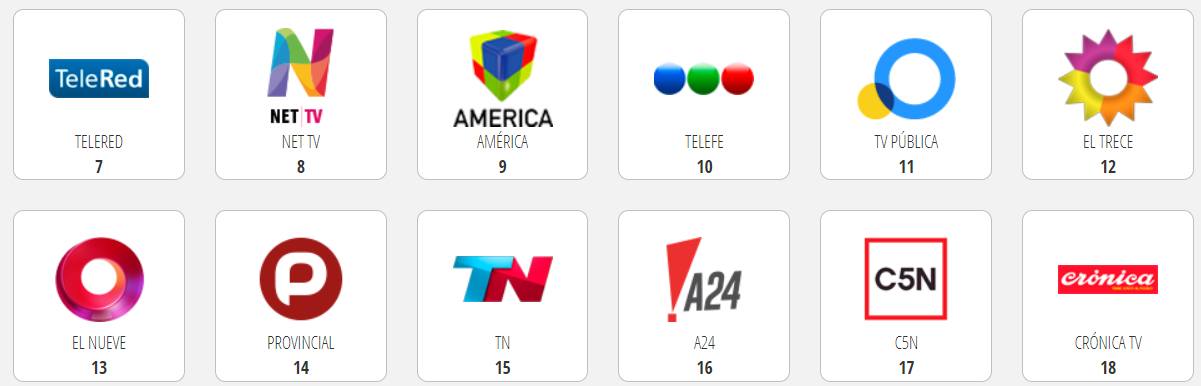 TeleRed
TELERED
7
NET TV
NET TV
8
AMERICA
AMÉRICA
9
TELEFE
10
TV PÚBLICA
11
EL TRECE
12
EL NUEVE
13
P
PROVINCIAL
14
TN
TN
15
A24
A24
16
C5N
C5N
17
crónica
CRÓNICA TV
18